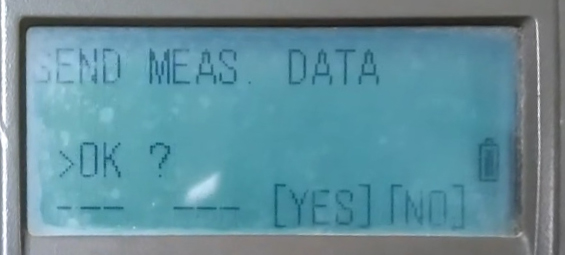 SEND MEAS. DATA
>OK ?
--- --- [YES] [NO]